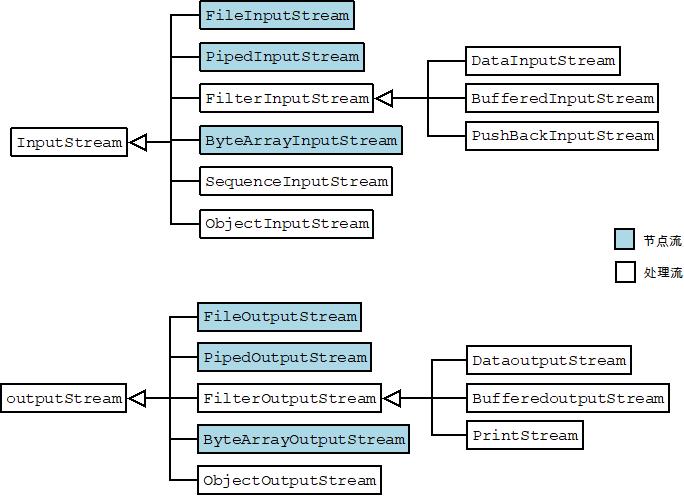 FileInputStream
PipedInputStream
FilterInputStream
ByteArrayInputStream
SequenceInputStream
ObjectInputStream
InputStream
DataInputStream
BufferedInputStream
PushBackInputStream
节点流
处理流
FileOutputStream
PipedOutputStream
FilterOutputStream
ByteArrayOutputStream
ObjectOutputStream
outputStream
DataoutputStream
BufferedoutputStream
PrintStream